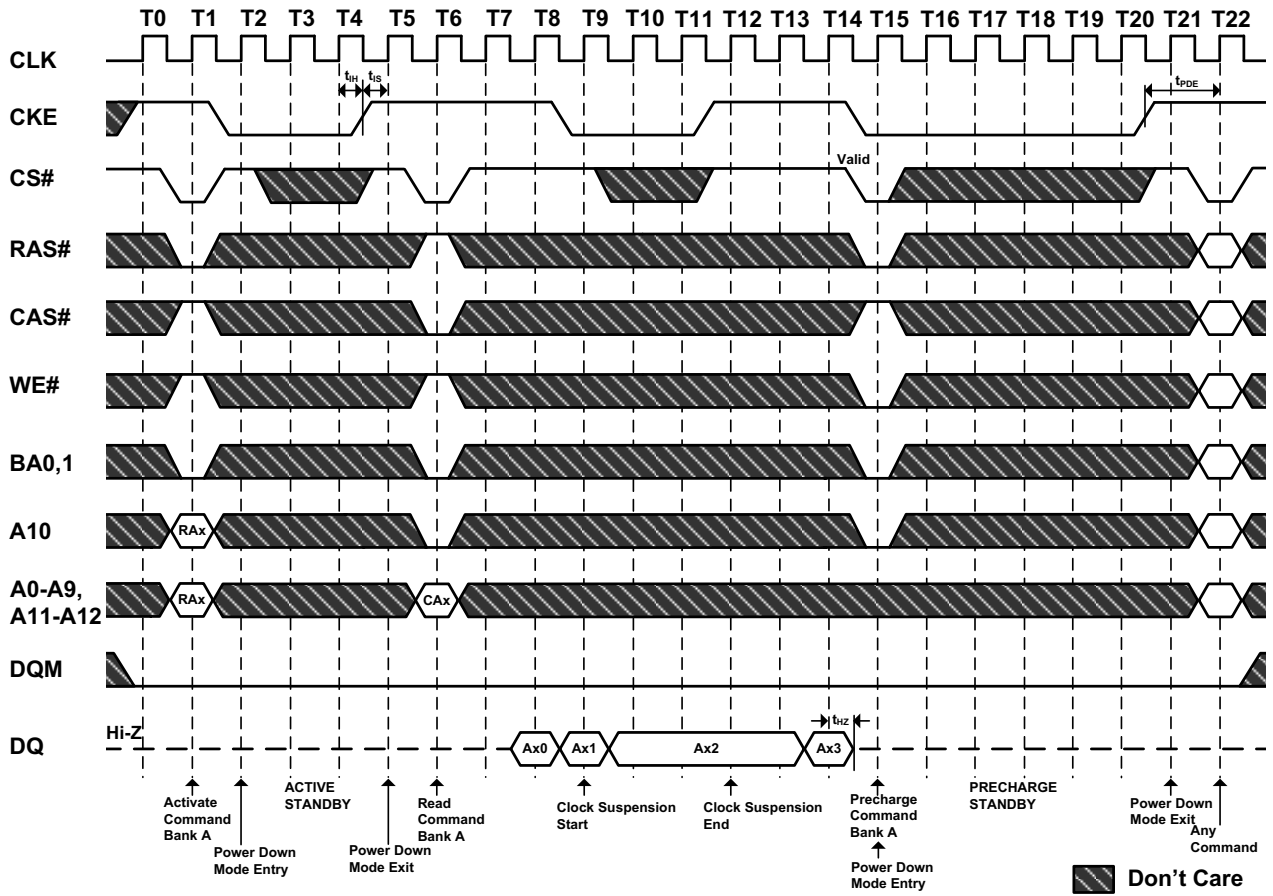 T0 T1 T2 T3 T4 T5 T6 T7 T8 T9 T10 T11 T12 T13 T14 T15 T16 T17 T18 T19 T20 T21 T22
CLK
tIH tIS tPDE
CKE
Valid
CS#
RAS#
CAS#
WE#
BA0,1
A10 RAx
A0-A9,
A11-A12 RAx CAx
DQM
Hi-Z tHZ
DQ Ax0 Ax1 Ax2 Ax3
Activate
Command
Bank A
Power Down
Mode Entry
ACTIVE
STANDBY
Power Down
Mode Exit
Read
Command
Bank A
Clock Suspension
Start
Clock Suspension
End
Precharge
Command
Bank A
Power Down
Mode Entry
PRECHARGE
STANDBY
Power Down
Mode Exit
Any
Command
Don't Care